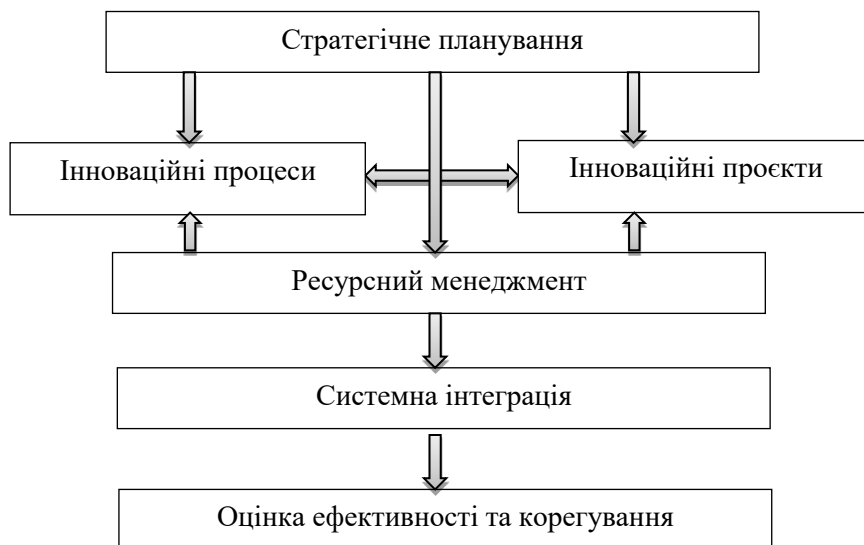 Стратегічне планування
Інноваційні процеси
Інноваційні проєкти
Ресурсний менеджмент
Системна інтеграція
Оцінка ефективності та корегування